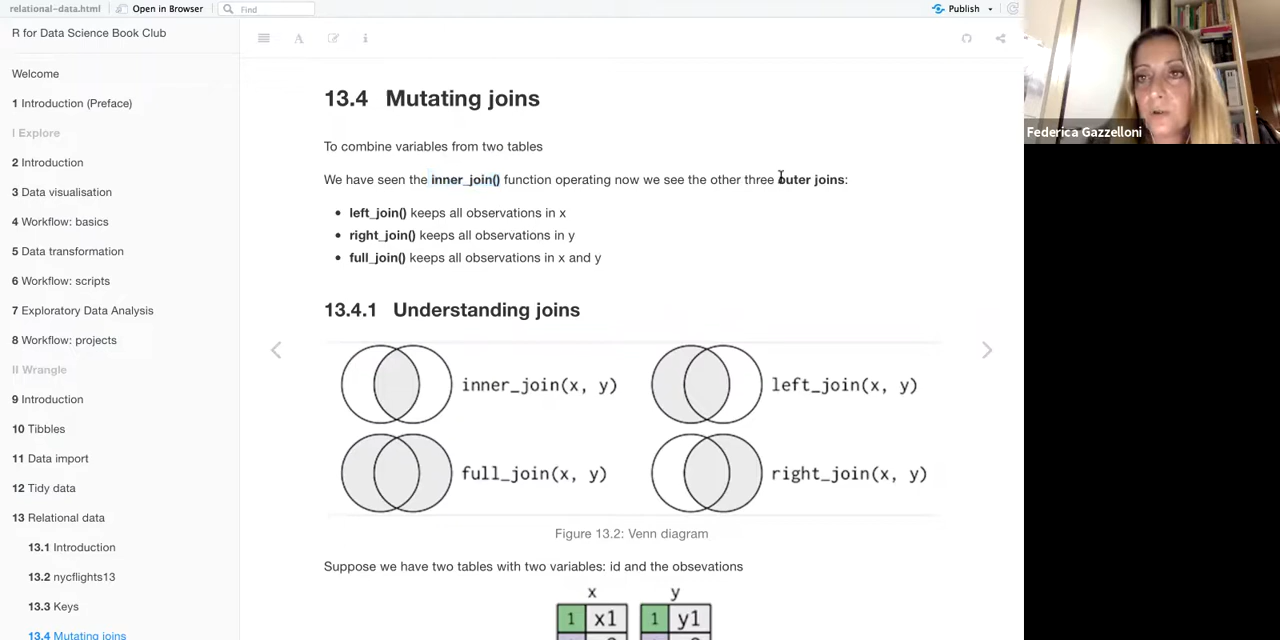 relational-data.html
Open in Browser
Find
Publish
R for Data Science Book Club
Welcome
1 Introduction (Preface)
I Explore
2 Introduction
3 Data visualisation
4 Workflow: basics
5 Data transformation
6 Workflow: scripts
7 Exploratory Data Analysis
8 Workflow: projects
II Wrangle
9 Introduction
10 Tibbles
11 Data import
12 Tidy data
13 Relational data
13.1 Introduction
13.2 nycflights13
13.3 Keys
13.4 Mutating joins
13.4 Mutating joins
To combine variables from two tables
We have seen the inner_join() function operating now we see the other three outer joins:
• left_join() keeps all observations in x
• right_join() keeps all observations in y
• full_join() keeps all observations in x and y
13.4.1 Understanding joins
inner_join(x, y)
left_join(x, y)
full_join(x, y)
right_join(x, y)
Figure 13.2: Venn diagram
Suppose we have two tables with two variables: id and the obsevations
x y
1 x1 1 y1
Federica Gazzelloni